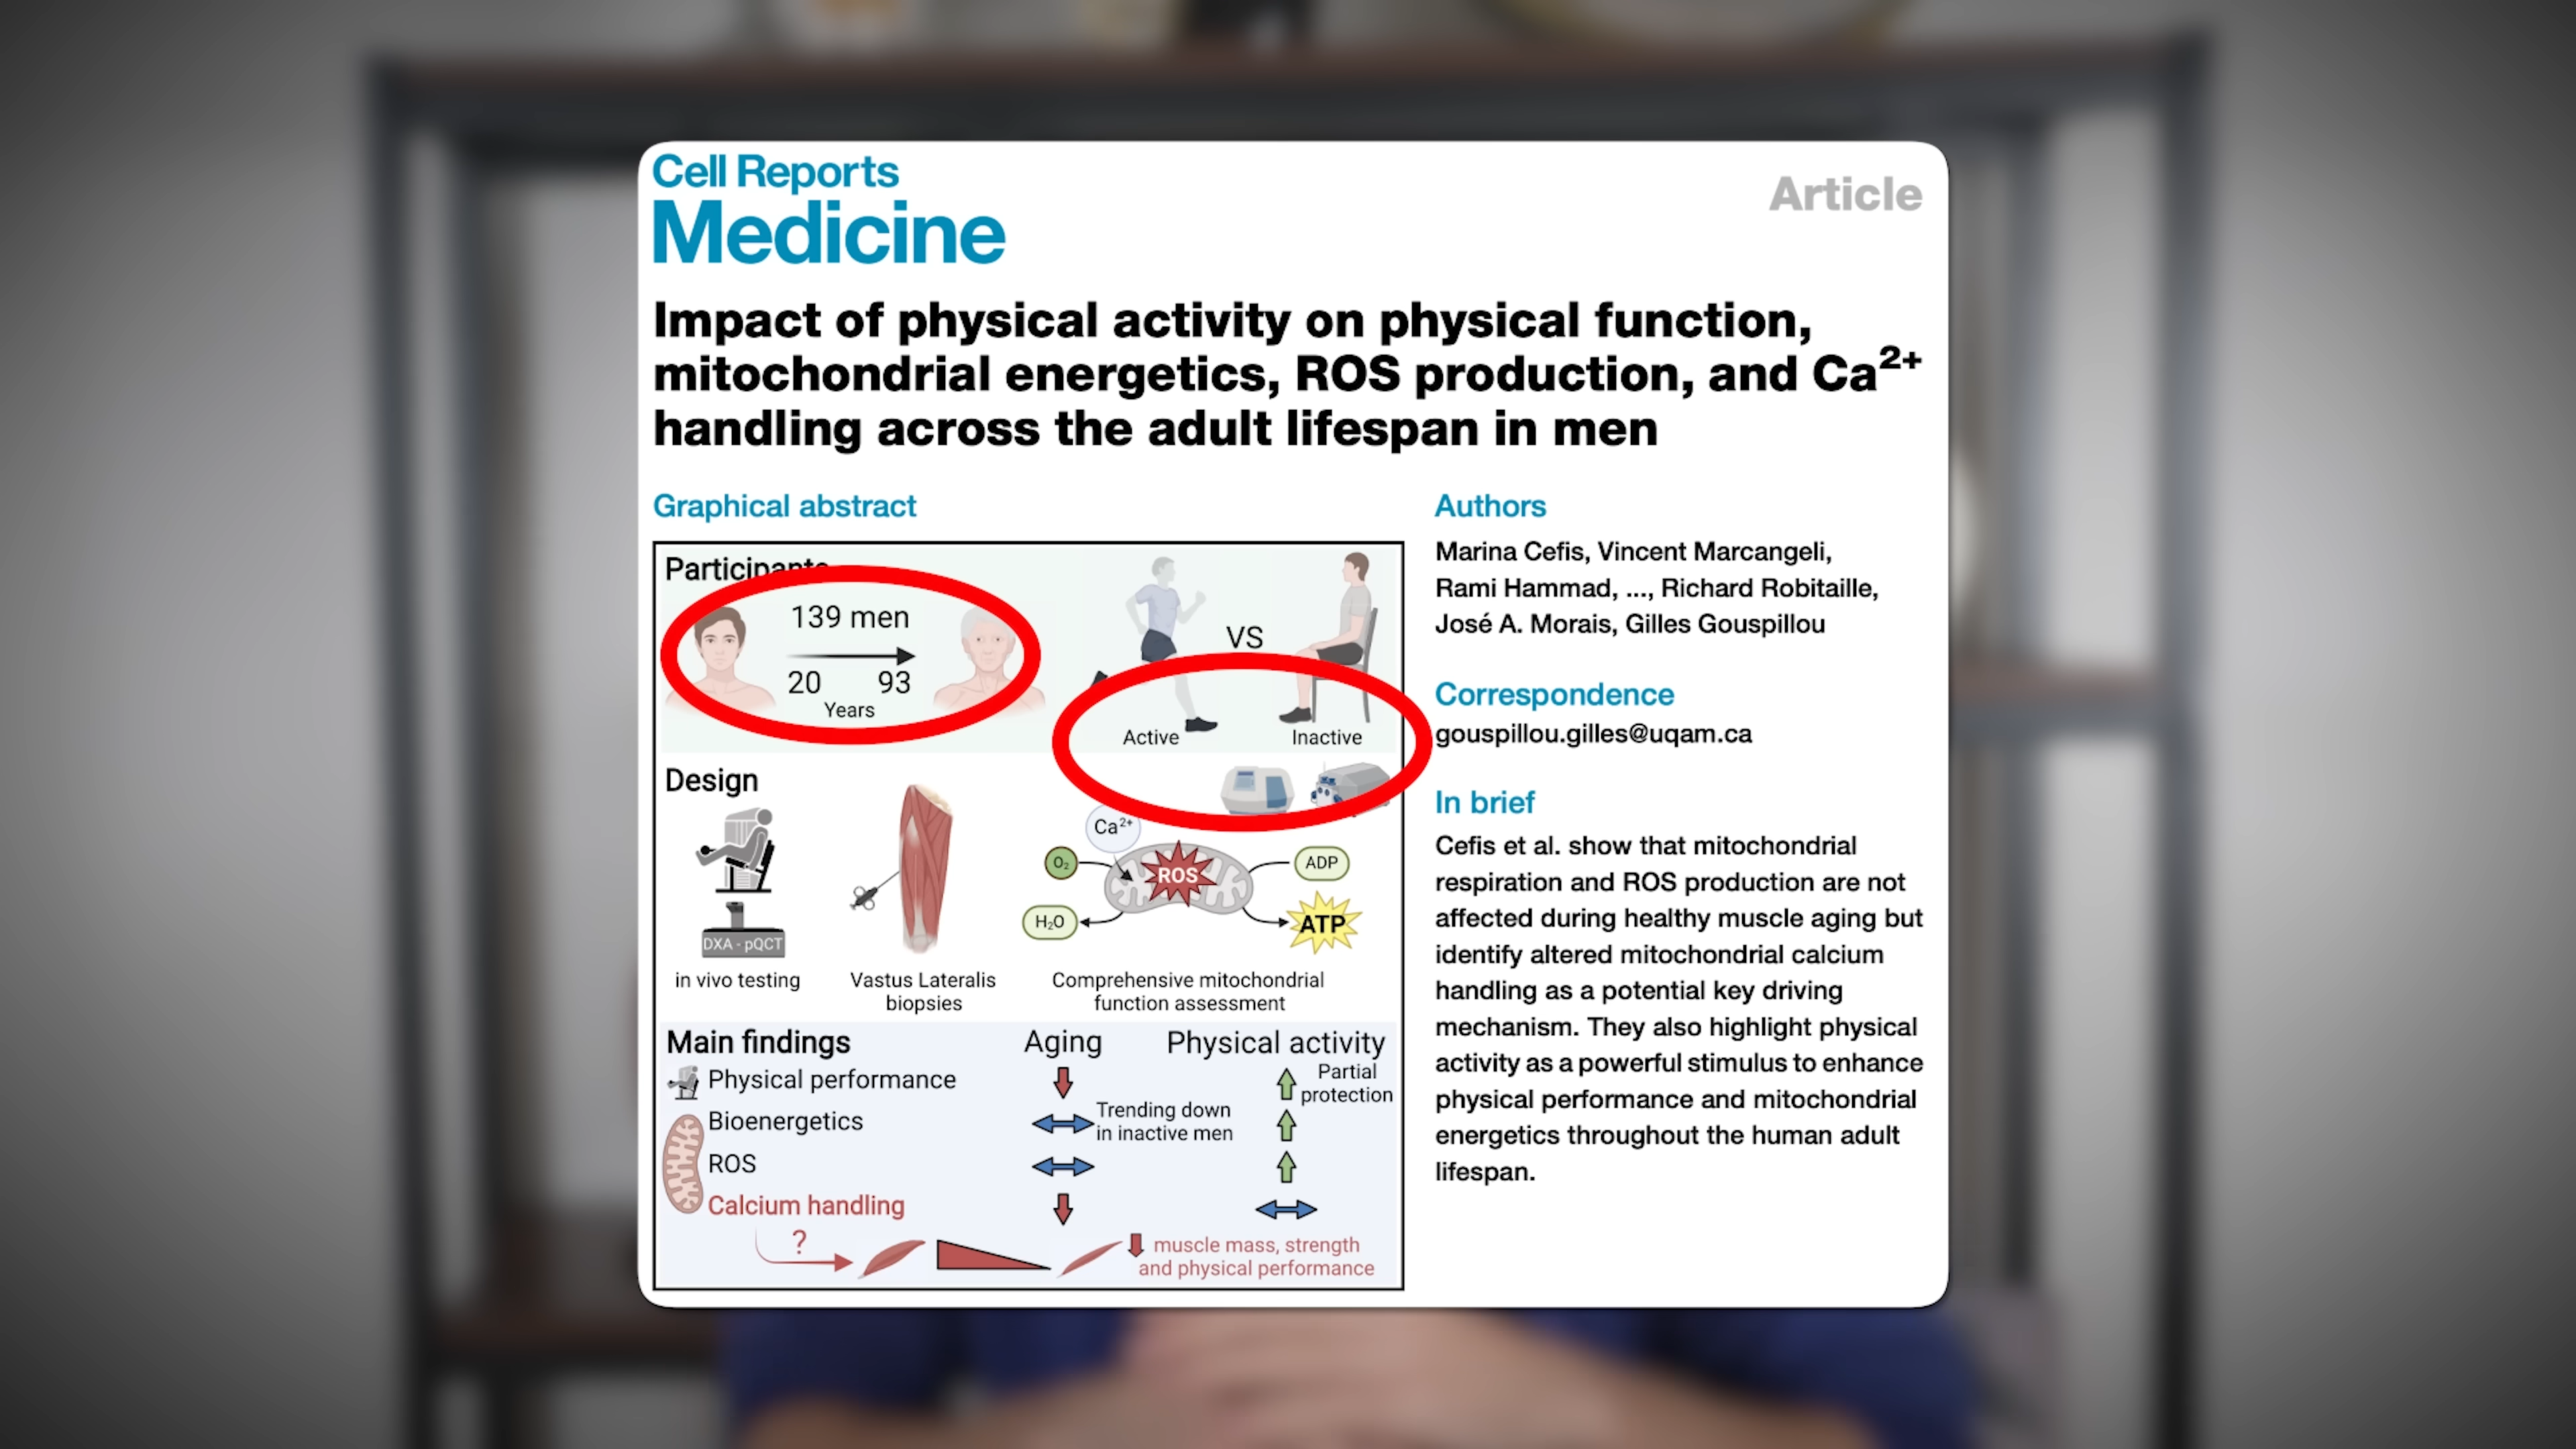 Cell Reports
Medicine
Article
Impact of physical activity on physical function,
mitochondrial energetics, ROS production, and Ca2+
handling across the adult lifespan in men
Graphical abstract
Participants
139 men
20 93
Years
VS
Active
Inactive
Design
DXA - pQCT
in vivo testing
Vastus Lateralis
biopsies
Ca2+
O2
H2O
ROS
ADP
ATP
Comprehensive mitochondrial
function assessment
Main findings
Aging
Physical activity
Physical performance
Partial
protection
Bioenergetics
Trending down
in inactive men
ROS
Calcium handling
?
muscle mass, strength
and physical performance
Authors
Marina Cefis, Vincent Marcangeli,
Rami Hammad, ..., Richard Robitaille,
José A. Morais, Gilles Gouspillou
Correspondence
gouspillou.gilles@uqam.ca
In brief
Cefis et al. show that mitochondrial
respiration and ROS production are not
affected during healthy muscle aging but
identify altered mitochondrial calcium
handling as a potential key driving
mechanism. They also highlight physical
activity as a powerful stimulus to enhance
physical performance and mitochondrial
energetics throughout the human adult
lifespan.